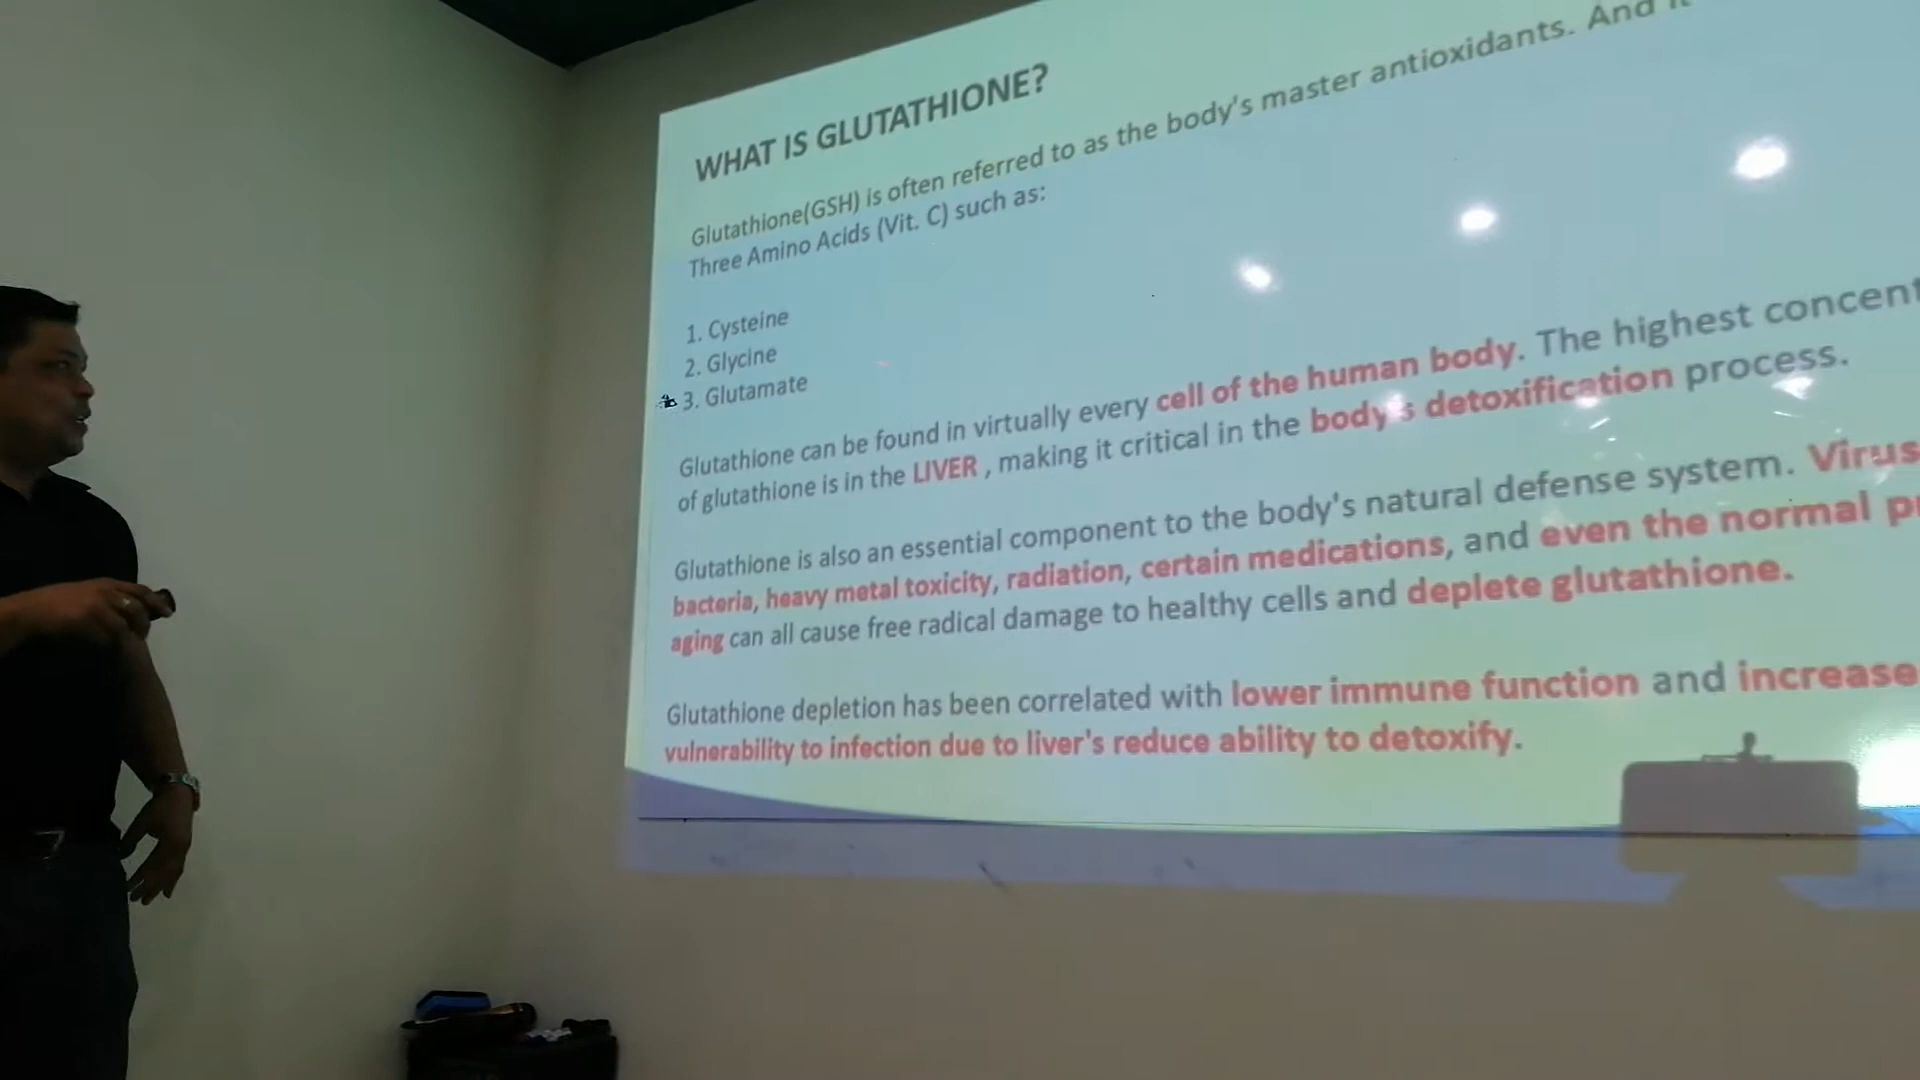 WHAT IS GLUTATHIONE?
Glutathione(GSH) is often referred to as the body's master antioxidants. And
Three Amino Acids (Vit. C) such as:
1. Cysteine
2. Glycine
3. Glutamate
Glutathione can be found in virtually every cell of the human body. The highest
of glutathione is in the LIVER , making it critical in the body's detoxification process.
Glutathione is also an essential component to the body's natural defense system.
bacteria, heavy metal toxicity, radiation, certain medications, and even the normal
aging can all cause free radical damage to healthy cells and deplete glutathione.
Glutathione depletion has been correlated with lower immune function and increase
vulnerability to infection due to liver's reduce ability to detoxify.